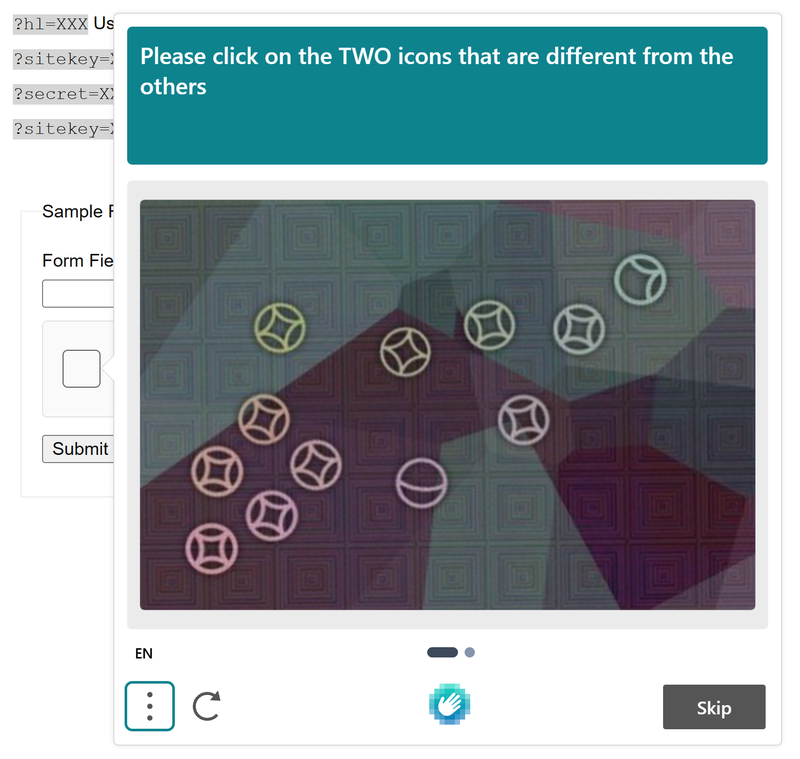 ?hl=XXX Us
?sitekey=
?secret=X
?sitekey=
Sample
Form Fie
Submit
Please click on the TWO icons that are different from the
others
EN
Skip